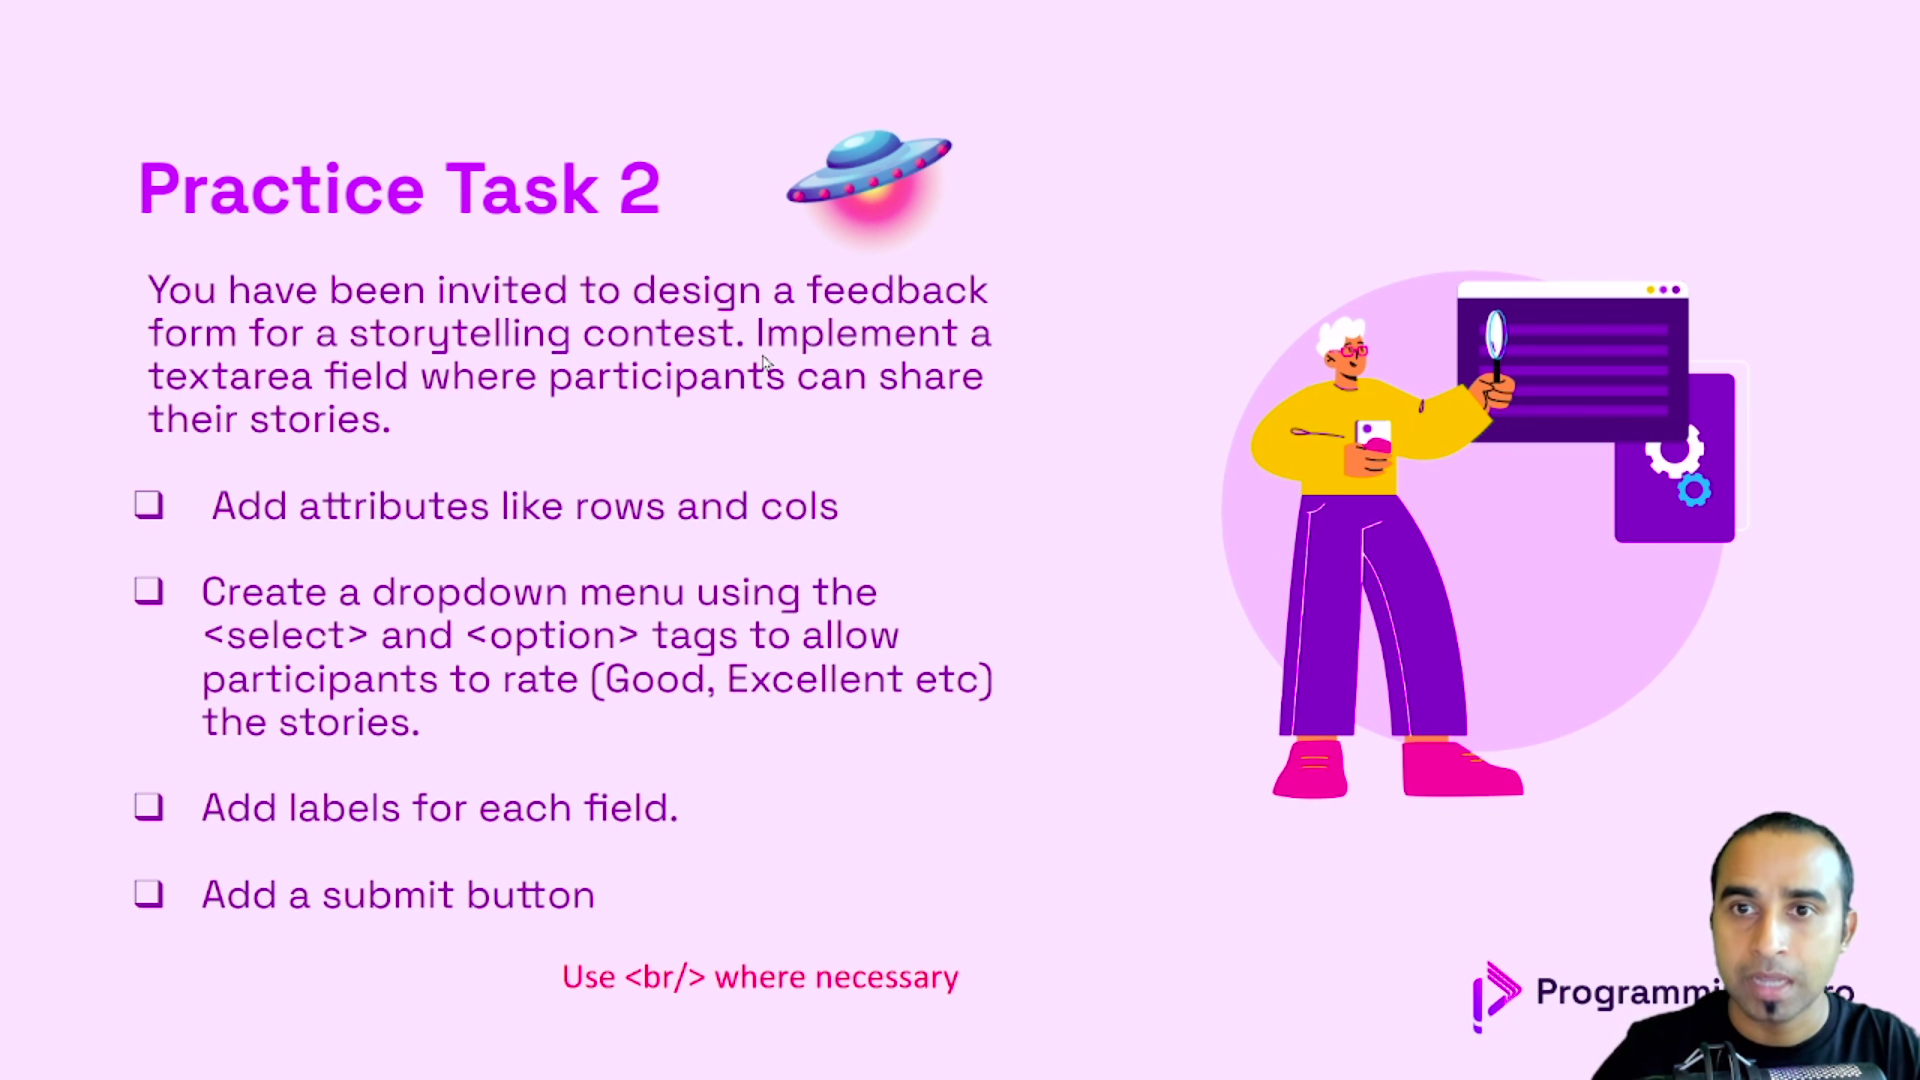 Practice Task 2
You have been invited to design a feedback
form for a storytelling contest. Implement a
textarea field where participants can share
their stories.
❏ Add attributes like rows and cols
❏ Create a dropdown menu using the
<select> and <option> tags to allow
participants to rate (Good, Excellent etc)
the stories.
❏ Add labels for each field.
❏ Add a submit button
Use <br/> where necessary